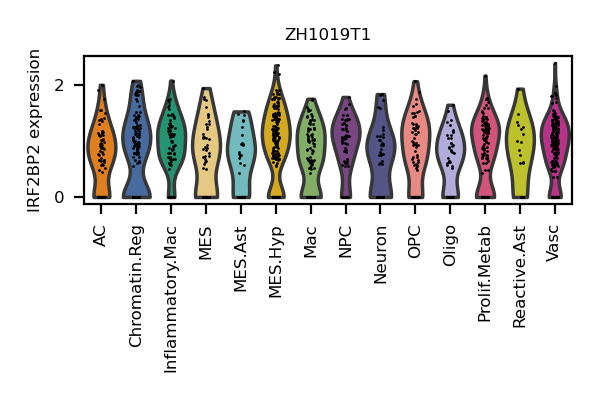 ZH1019T1
IRF2BP2 expression
2
0
AC
Chromatin.Reg
Inflammatory.Mac
MES
MES.Ast
MES.Hyp
Mac
NPC
Neuron
OPC
Oligo
Prolif.Metab
Reactive.Ast
Vasc